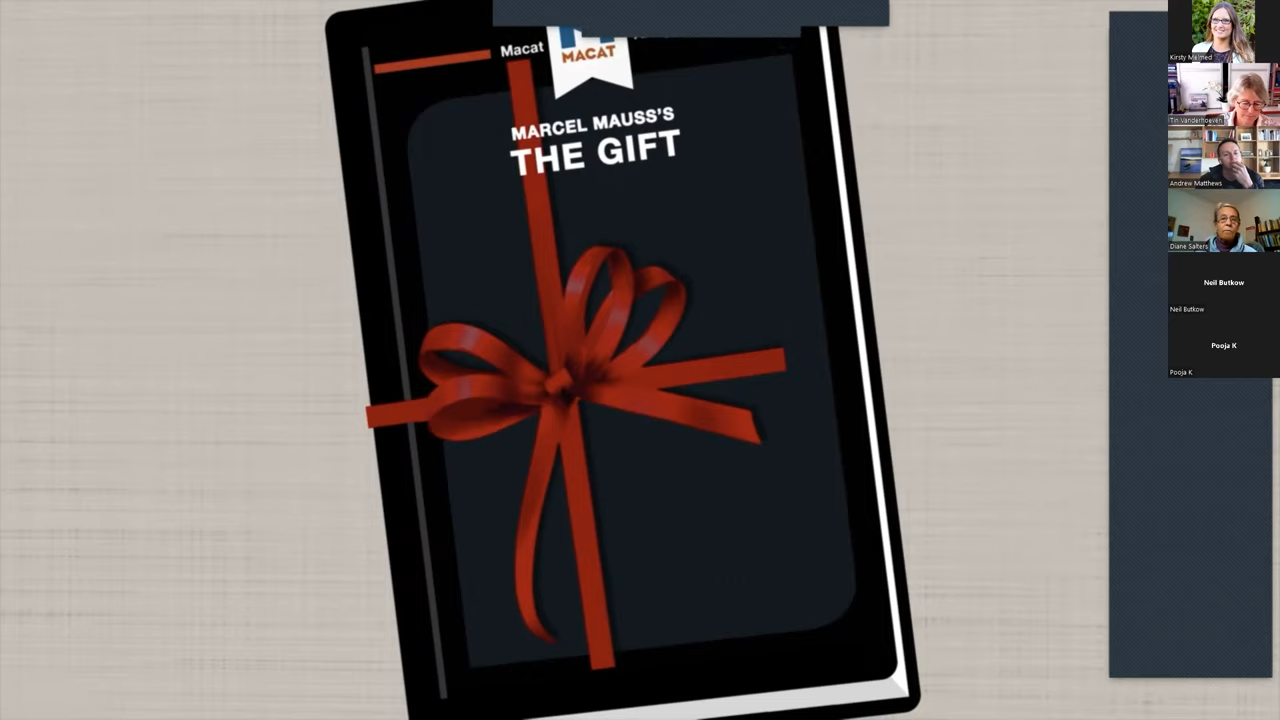 Macat
MACAT
MARCEL MAUSS'S
THE GIFT
Kirsty Melmed
Tin Vanderhoeven
Andrew Matthews
Diane Salters
Neil Butkow
Neil Butkow
Pooja K
Pooja K